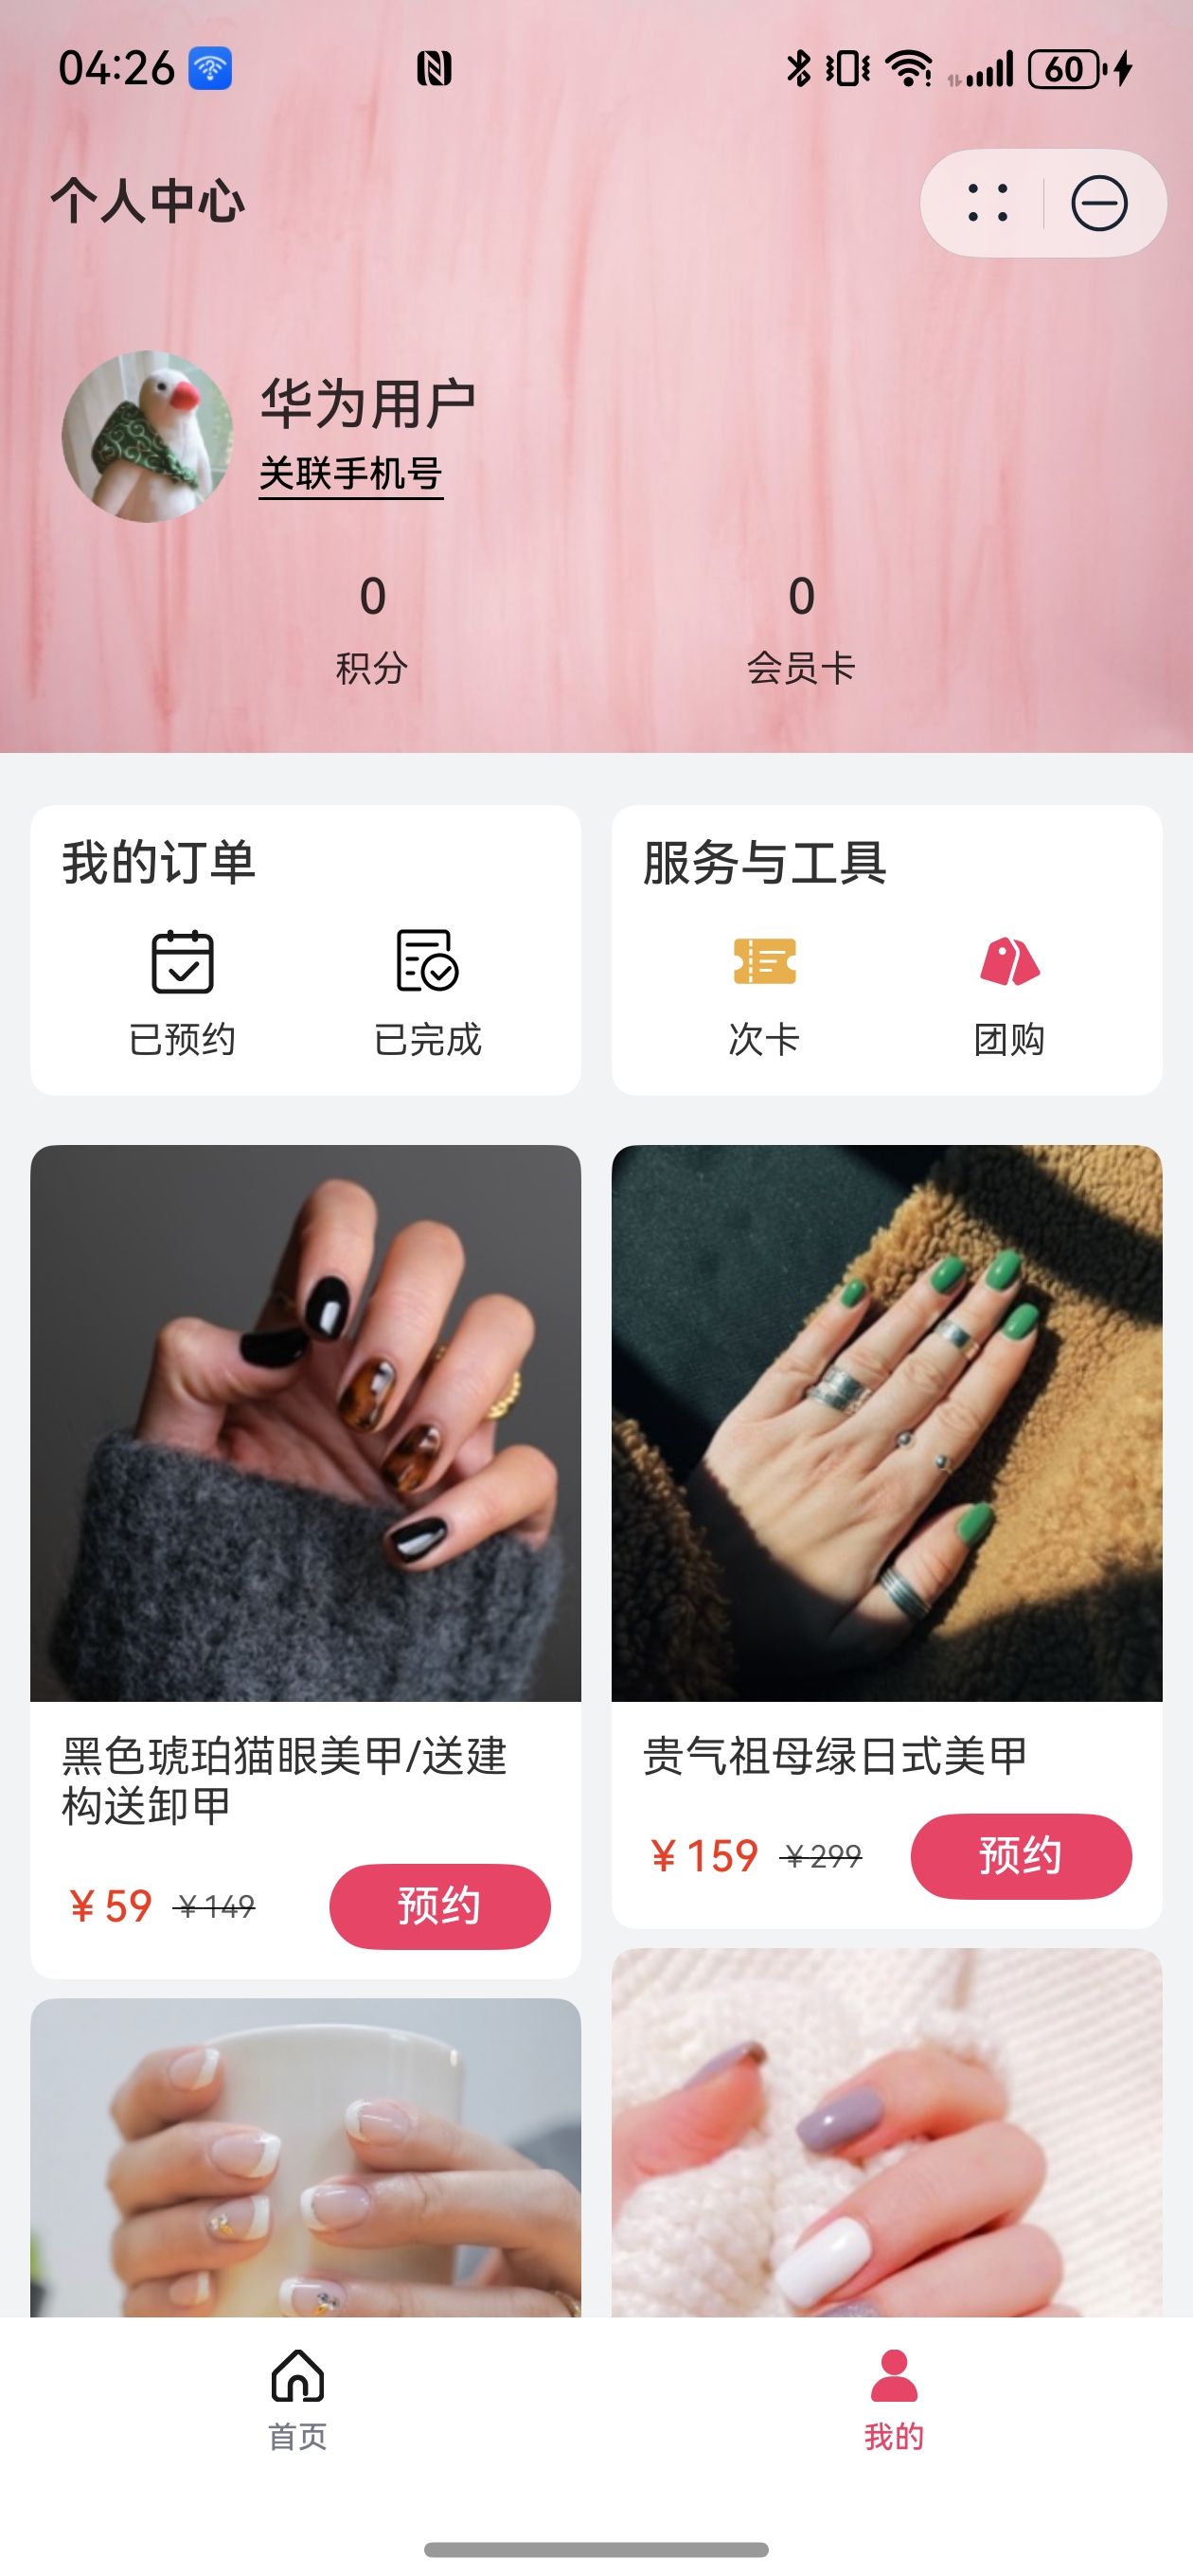 04:26
60
个人中心
华为用户
关联手机号
0
积分
0
会员卡
我的订单
已预约
已完成
服务与工具
次卡
团购
黑色琥珀猫眼美甲/送建
构送卸甲
￥59 ￥149
预约
贵气祖母绿日式美甲
￥159 ￥299
预约
首页
我的